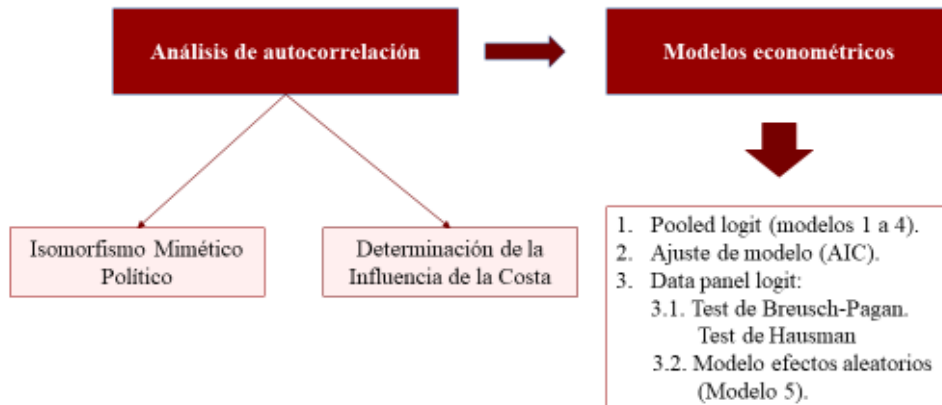 Análisis de autocorrelación
Modelos econométricos
Isomorfismo Mimético
Político
Determinación de la
Influencia de la Costa
1. Pooled logit (modelos 1 a 4).
2. Ajuste de modelo (AIC).
3. Data panel logit:
3.1. Test de Breusch-Pagan.
Test de Hausman
3.2. Modelo efectos aleatorios
(Modelo 5).